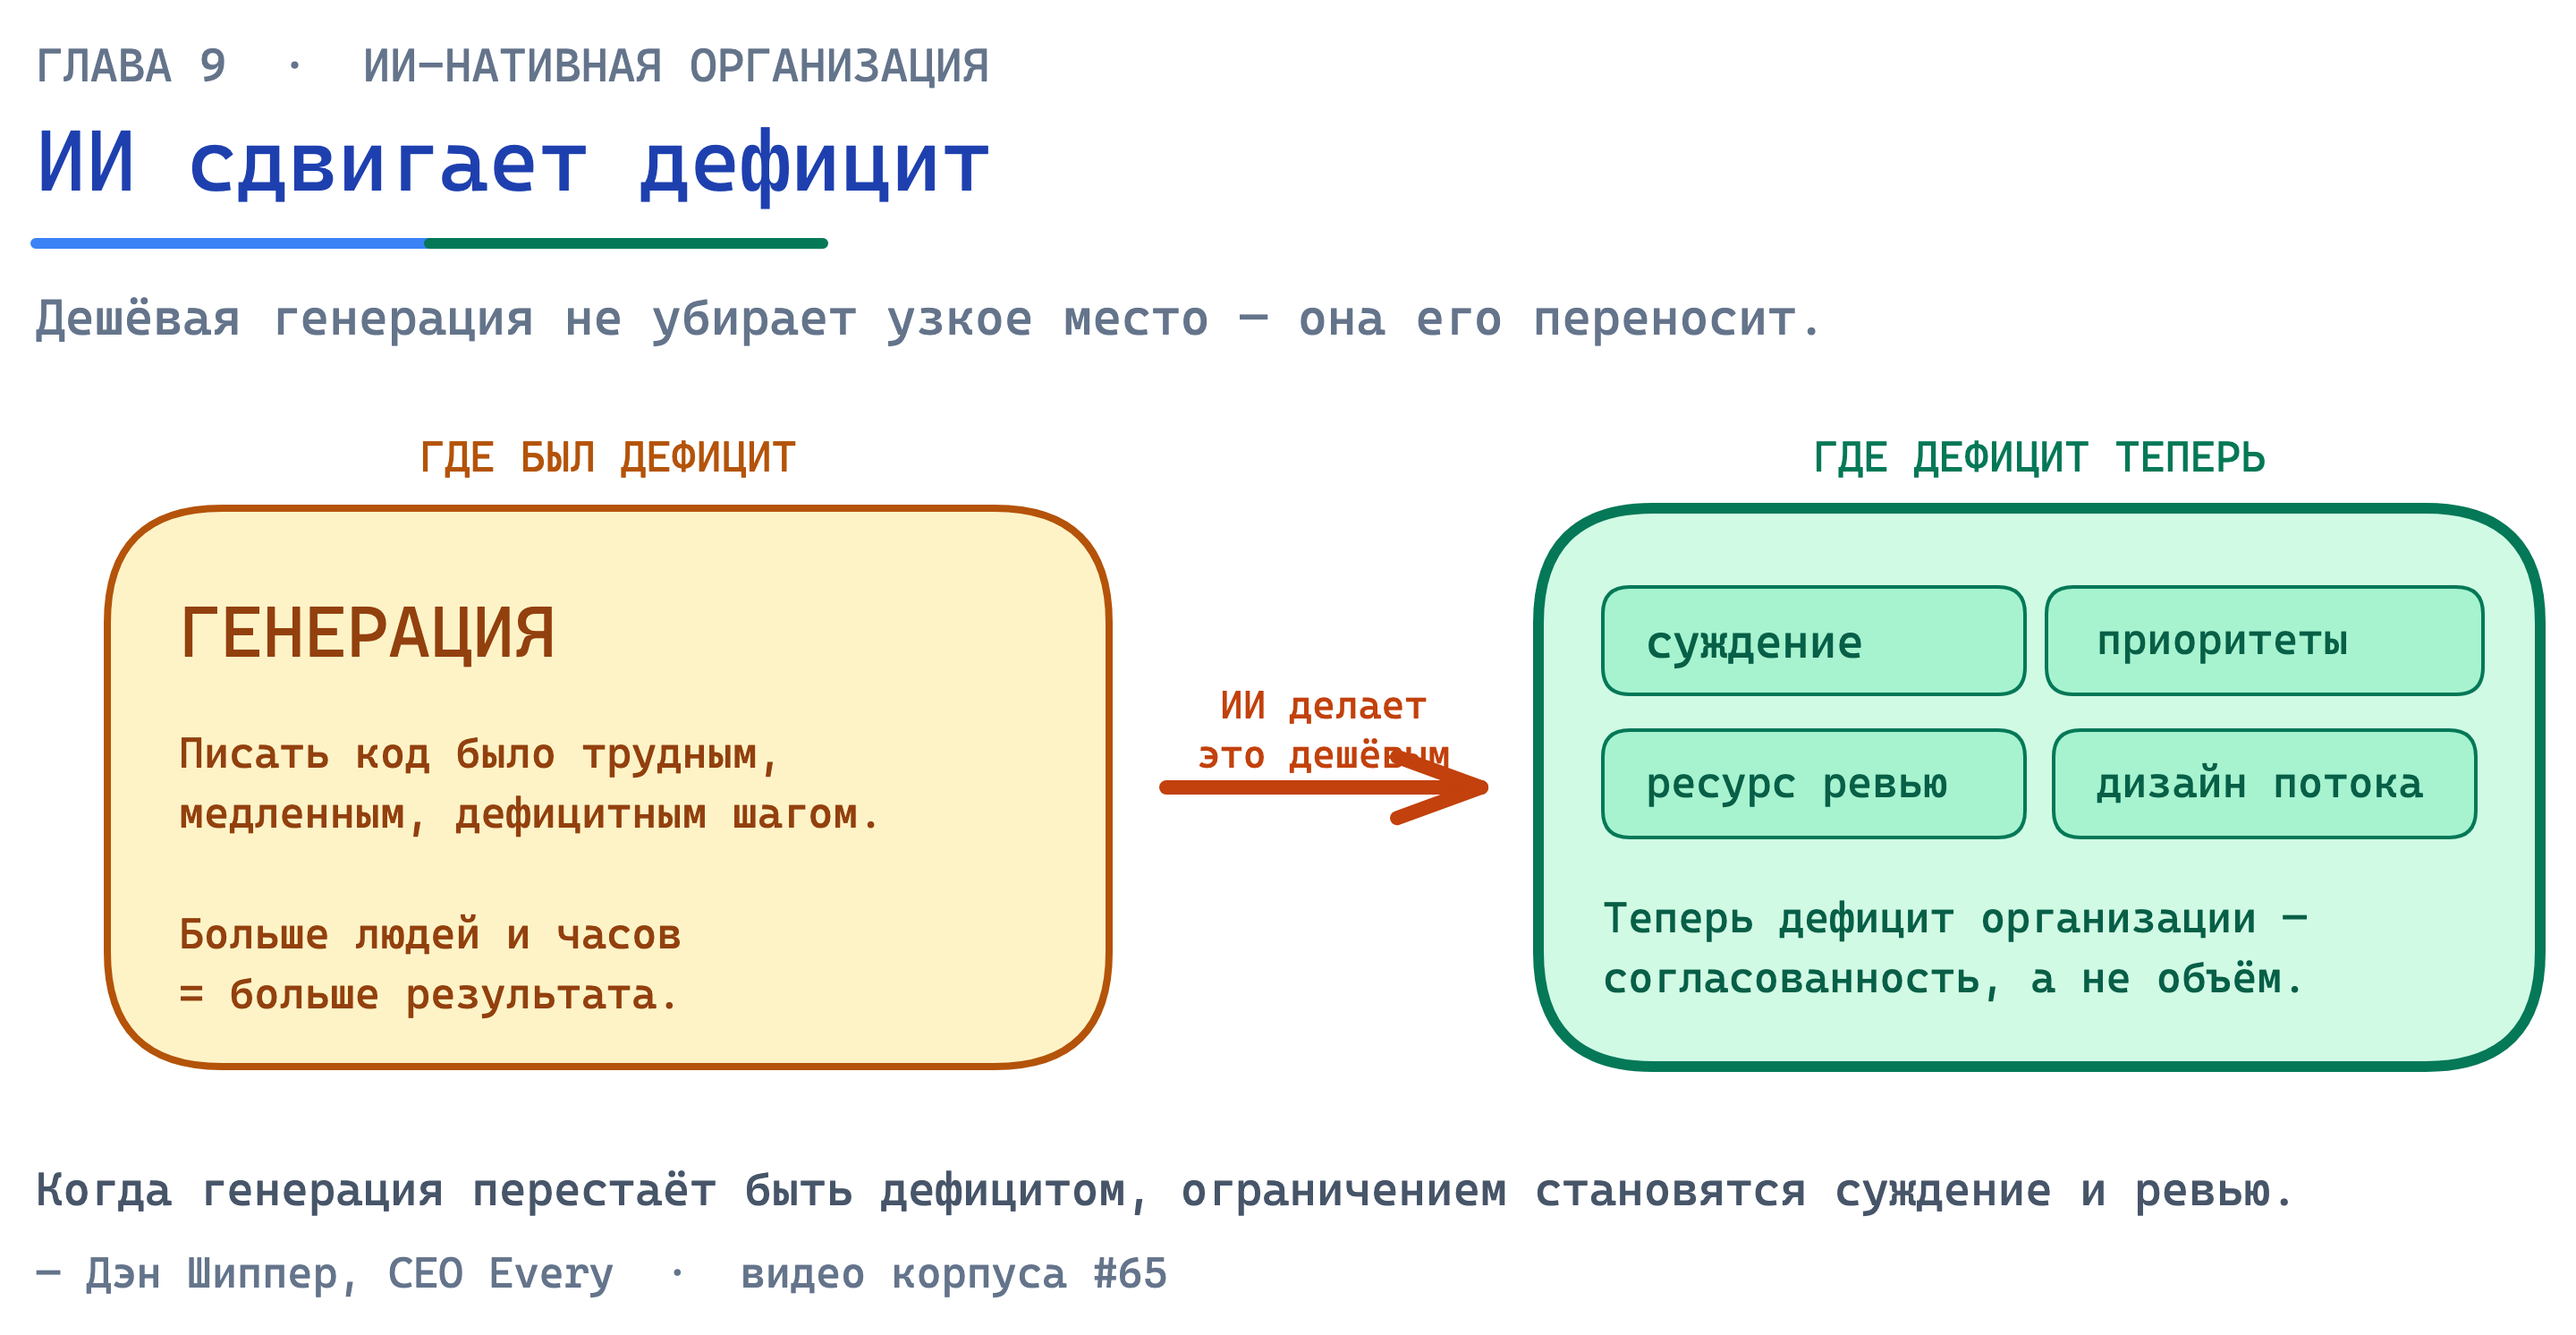 ГЛАВА 9 · ИИ–НАТИВНАЯ ОРГАНИЗАЦИЯ
ИИ сдвигает дефицит
Дешёвая генерация не убирает узкое место — она его переносит.
ГДЕ БЫЛ ДЕФИЦИТ
ГЕНЕРАЦИЯ
Писать код было трудным,
медленным, дефицитным шагом.
Больше людей и часов
= больше результата.
ИИ делает
это дешёвым
ГДЕ ДЕФИЦИТ ТЕПЕРЬ
суждение
приоритеты
ресурс ревью
дизайн потока
Теперь дефицит организации —
согласованность, а не объём.
Когда генерация перестаёт быть дефицитом, ограничением становятся суждение и ревью.
— Дэн Шиппер, CEO Every · видео корпуса #65